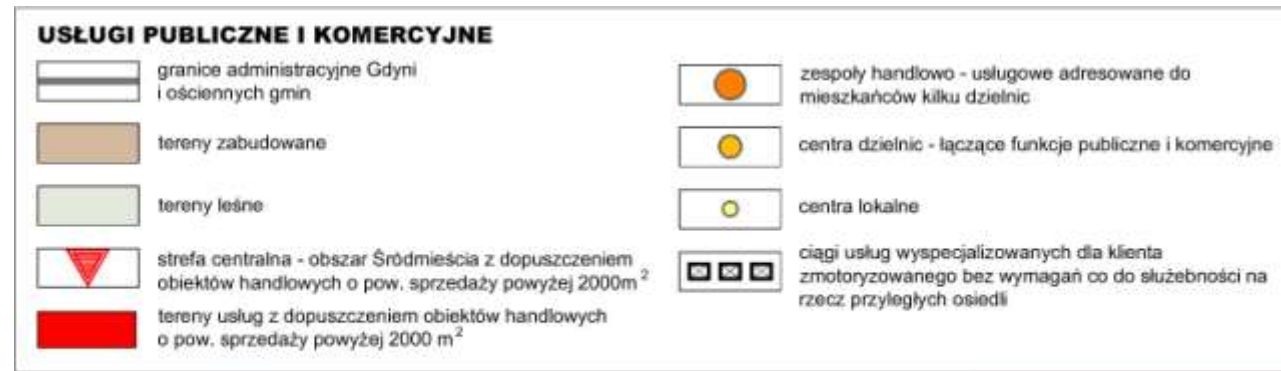 USŁUGI PUBLICZNE I KOMERCYJNE
granice administracyjne Gdyni
i ościennych gmin
tereny zabudowane
tereny leśne
strefa centralna - obszar Śródmieścia z dopuszczeniem
obiektów handlowych o pow. sprzedaży powyżej 2000m²
tereny usług z dopuszczeniem obiektów handlowych
o pow. sprzedaży powyżej 2000 m²
zespoły handlowo - usługowe adresowane do
mieszkańców kilku dzielnic
centra dzielnic - łączące funkcje publiczne i komercyjne
centra lokalne
ciągi usług wyspecjalizowanych dla klienta
zmotoryzowanego bez wymagań co do służebności na
rzecz przyległych osiedli